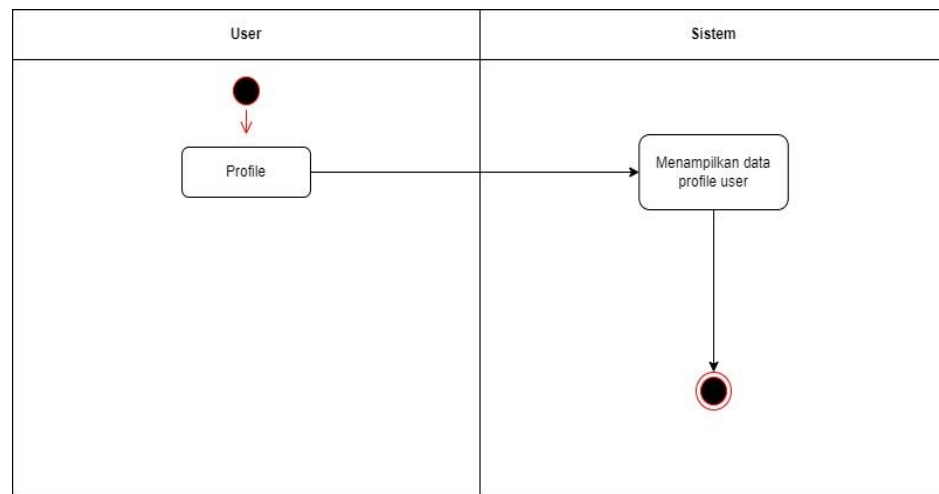 User
Sistem
Profile
Menampilkan data
profile user